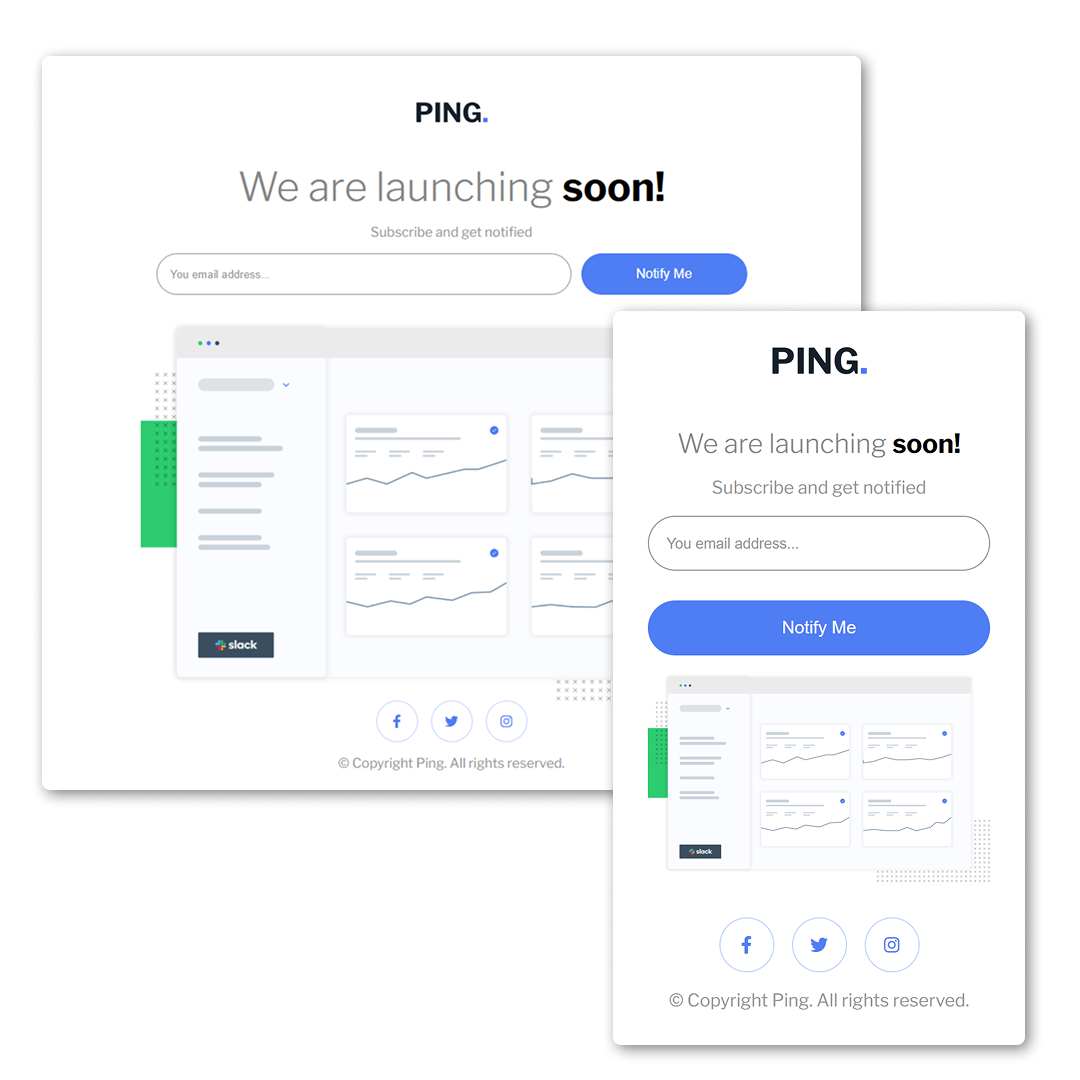 PING.
We are launching soon!
Subscribe and get notified
You email address...
Notify Me
slack
© Copyright Ping. All rights reserved.
PING.
We are launching soon!
Subscribe and get notified
You email address...
Notify Me
slack
© Copyright Ping. All rights reserved.